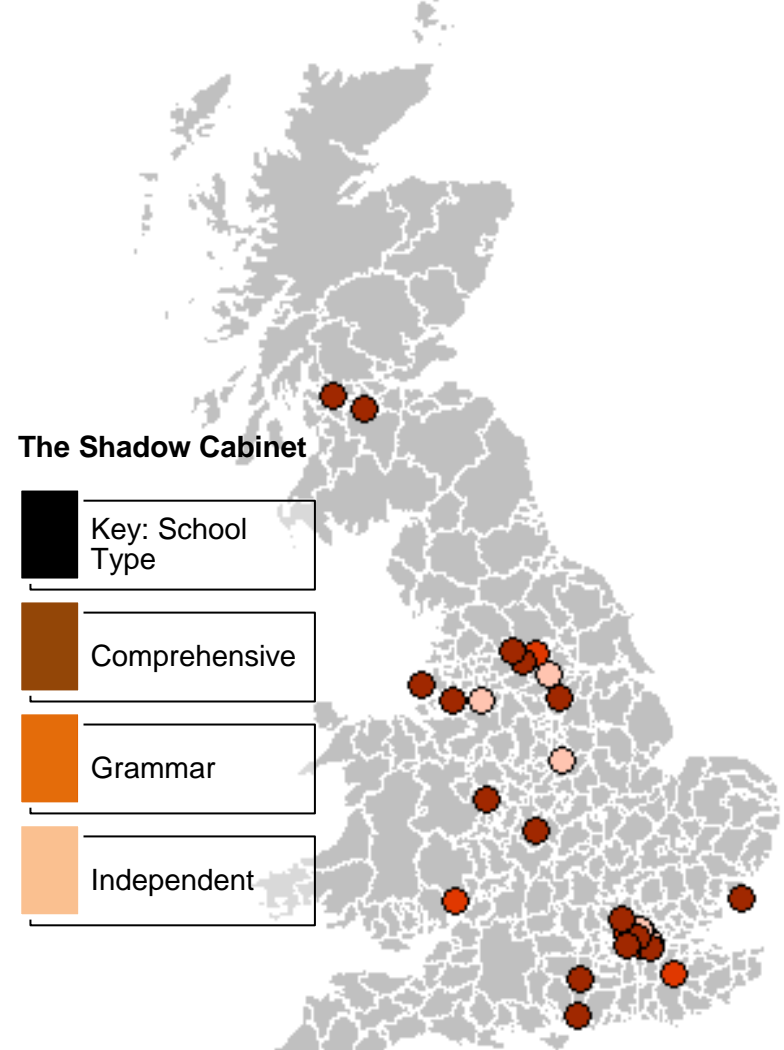 The Shadow Cabinet
Key: School
Type
Comprehensive
Grammar
Independent